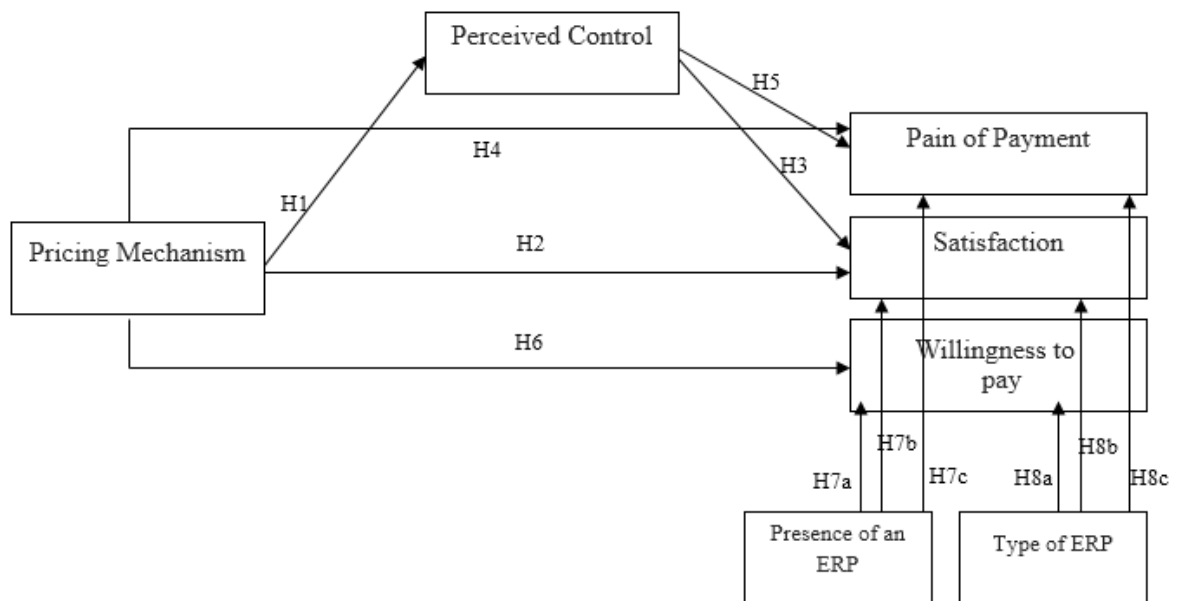 Perceived Control
H5
Pain of Payment
H4
H3
H1
Pricing Mechanism
H2
Satisfaction
H6
Willingness to
pay
H7b
H8b
H7a
H7c
H8a
H8c
Presence of an
ERP
Type of ERP